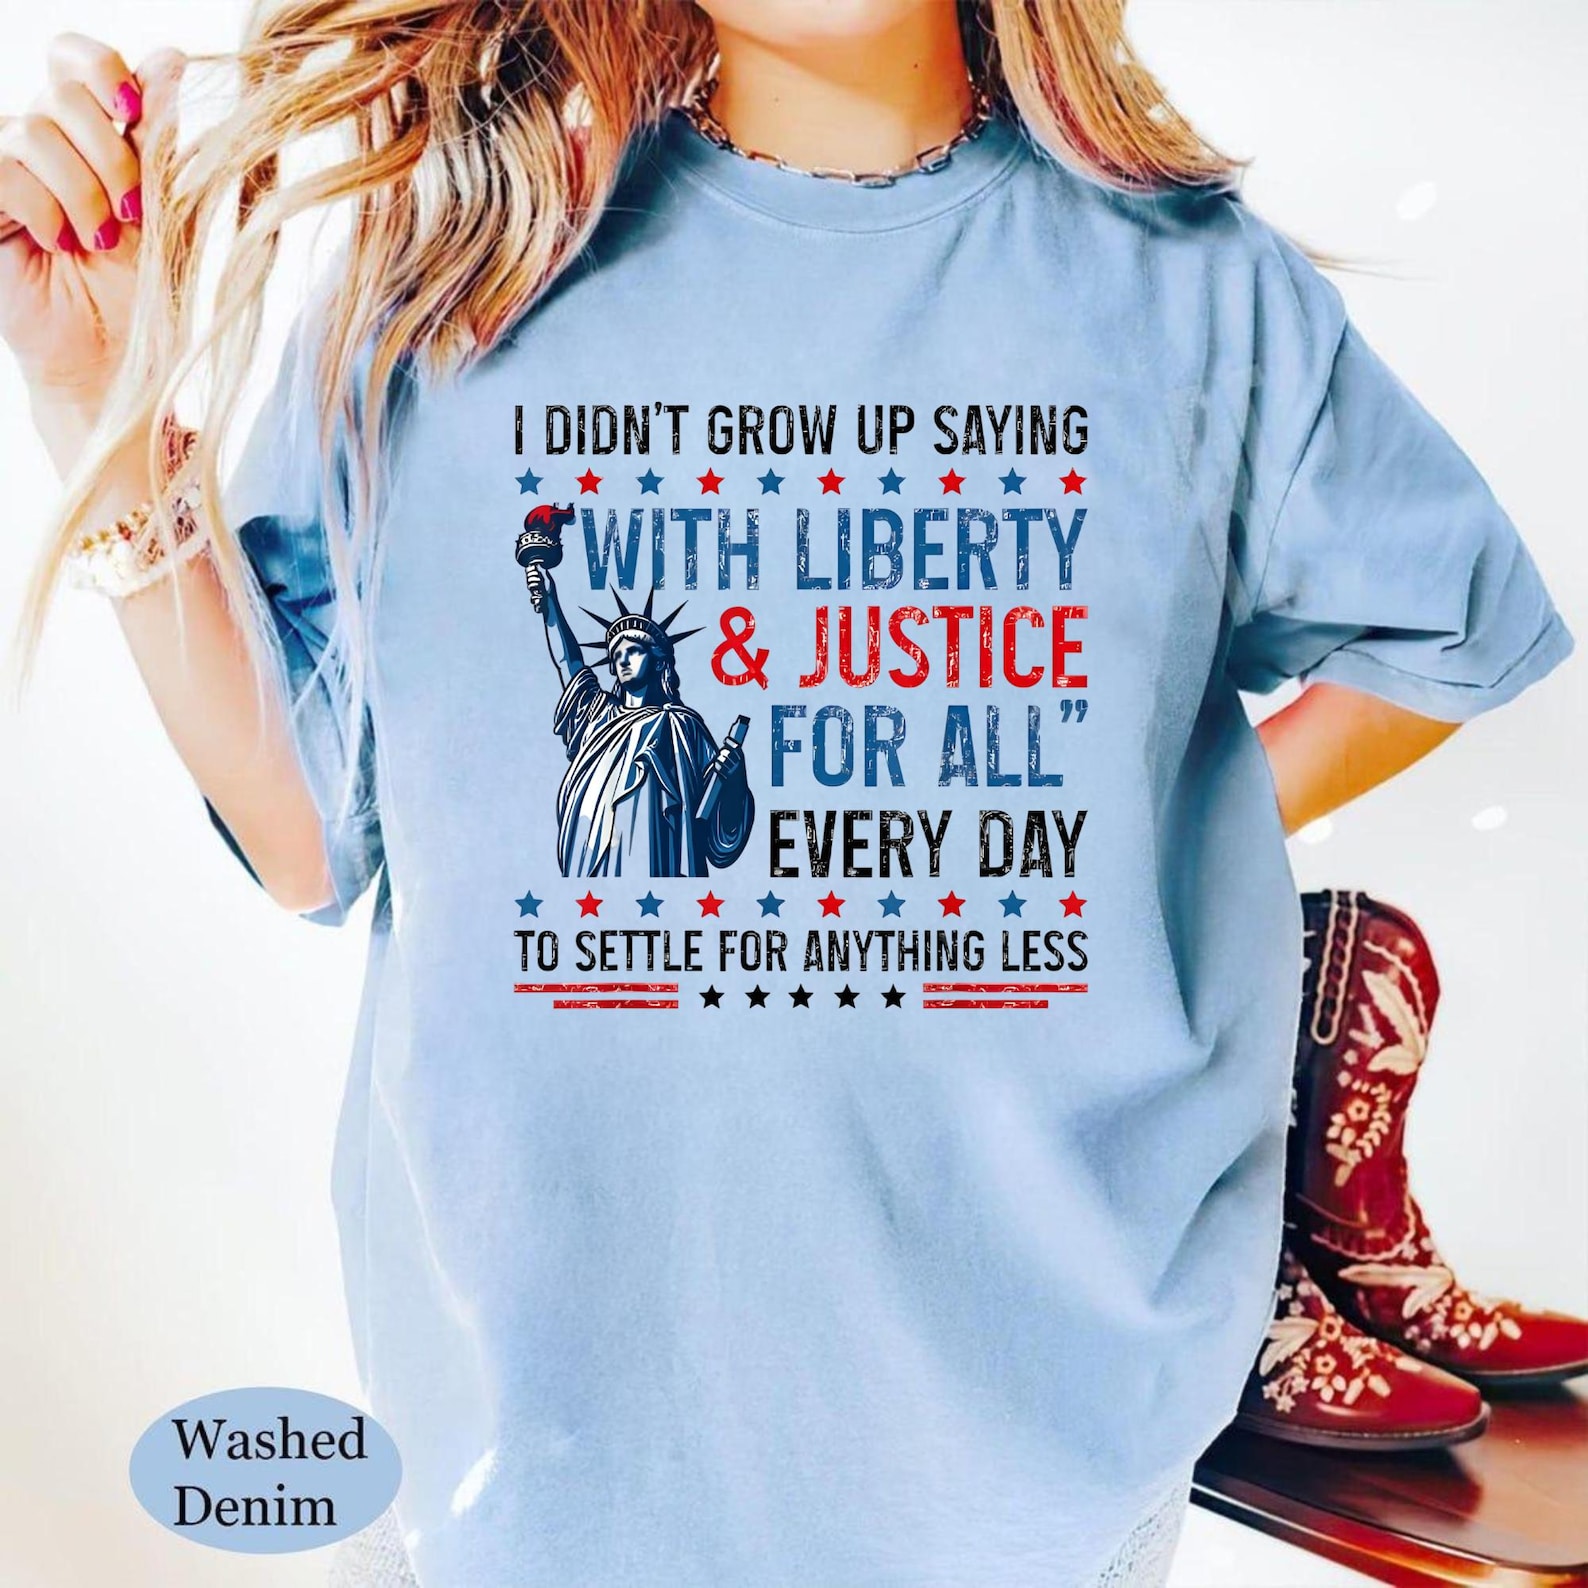 I DIDN'T GROW UP SAYING
WITH LIBERTY
& JUSTICE
FOR ALL”
EVERY DAY
TO SETTLE FOR ANYTHING LESS
Washed
Denim